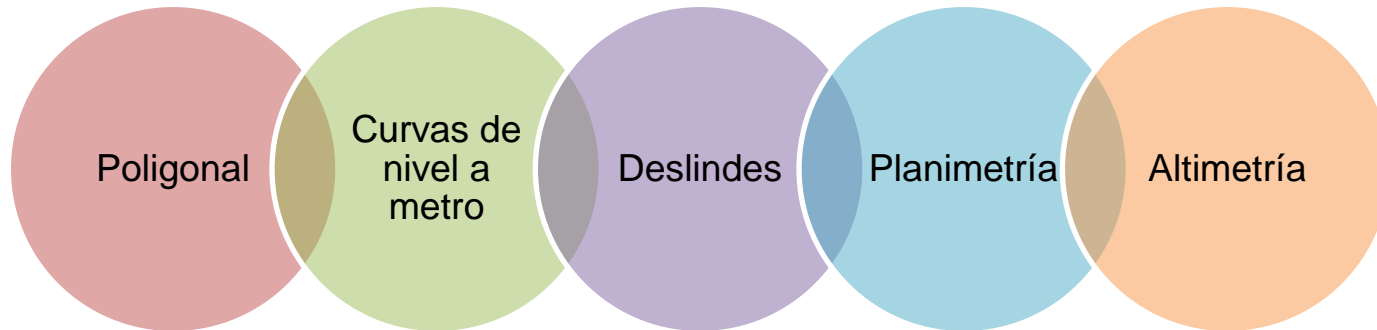 Poligonal
Curvas de
nivel a
metro
Deslindes
Planimetría
Altimetría